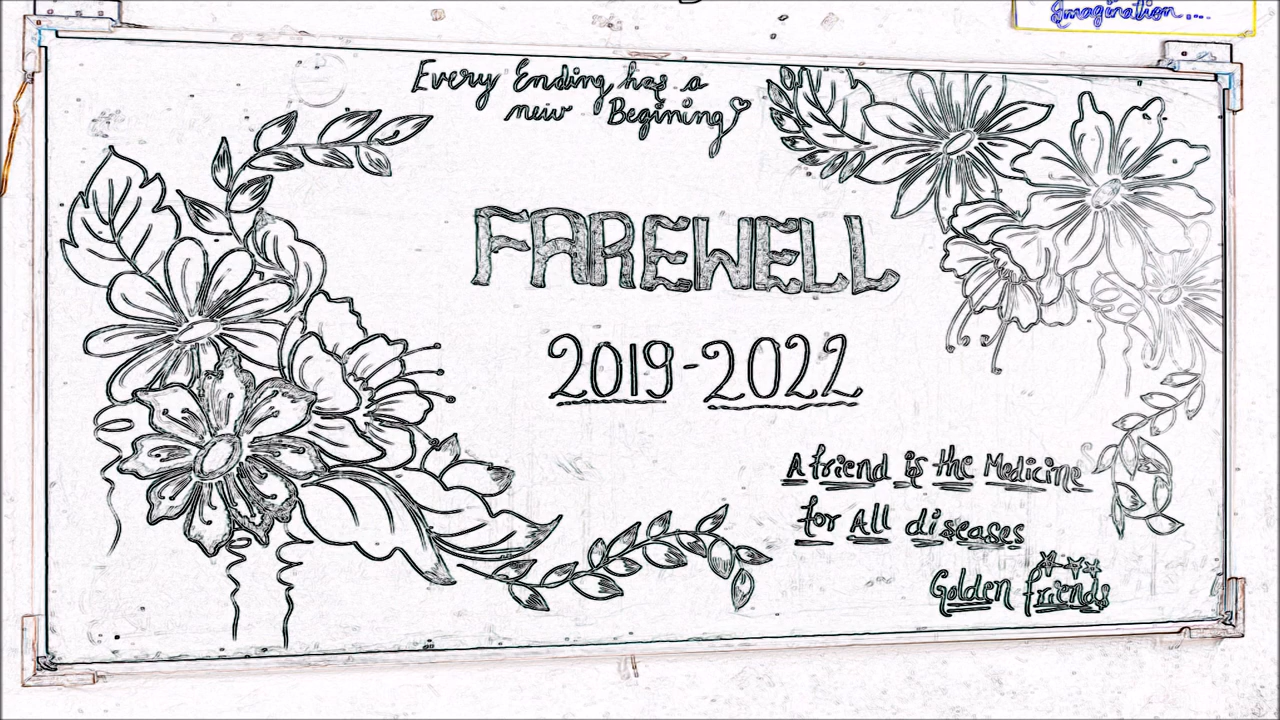 Imagination....
Every Ending has a
new Begining
FAREWELL
2019-2022
A friend is the Medicine
for All diseases
Golden friends